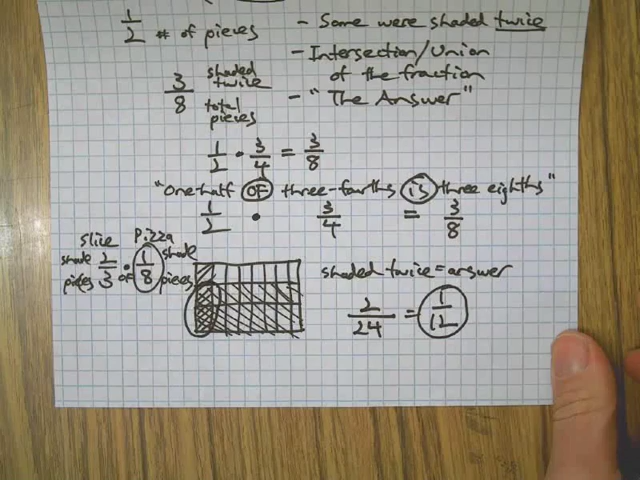 1/2 # of pieces
- Some were shaded twice
- Intersection/Union
of the fraction
3/8 shaded twice total pieces
- "The Answer"
1/2 · 3/4 = 3/8
"One-half OF three-fourths is three eighths"
1/2 · 3/4 = 3/8
slice Pizza
shade pieces 2/3 · of 1/8 shade pieces
shaded twice = answer
2/24 = 1/12